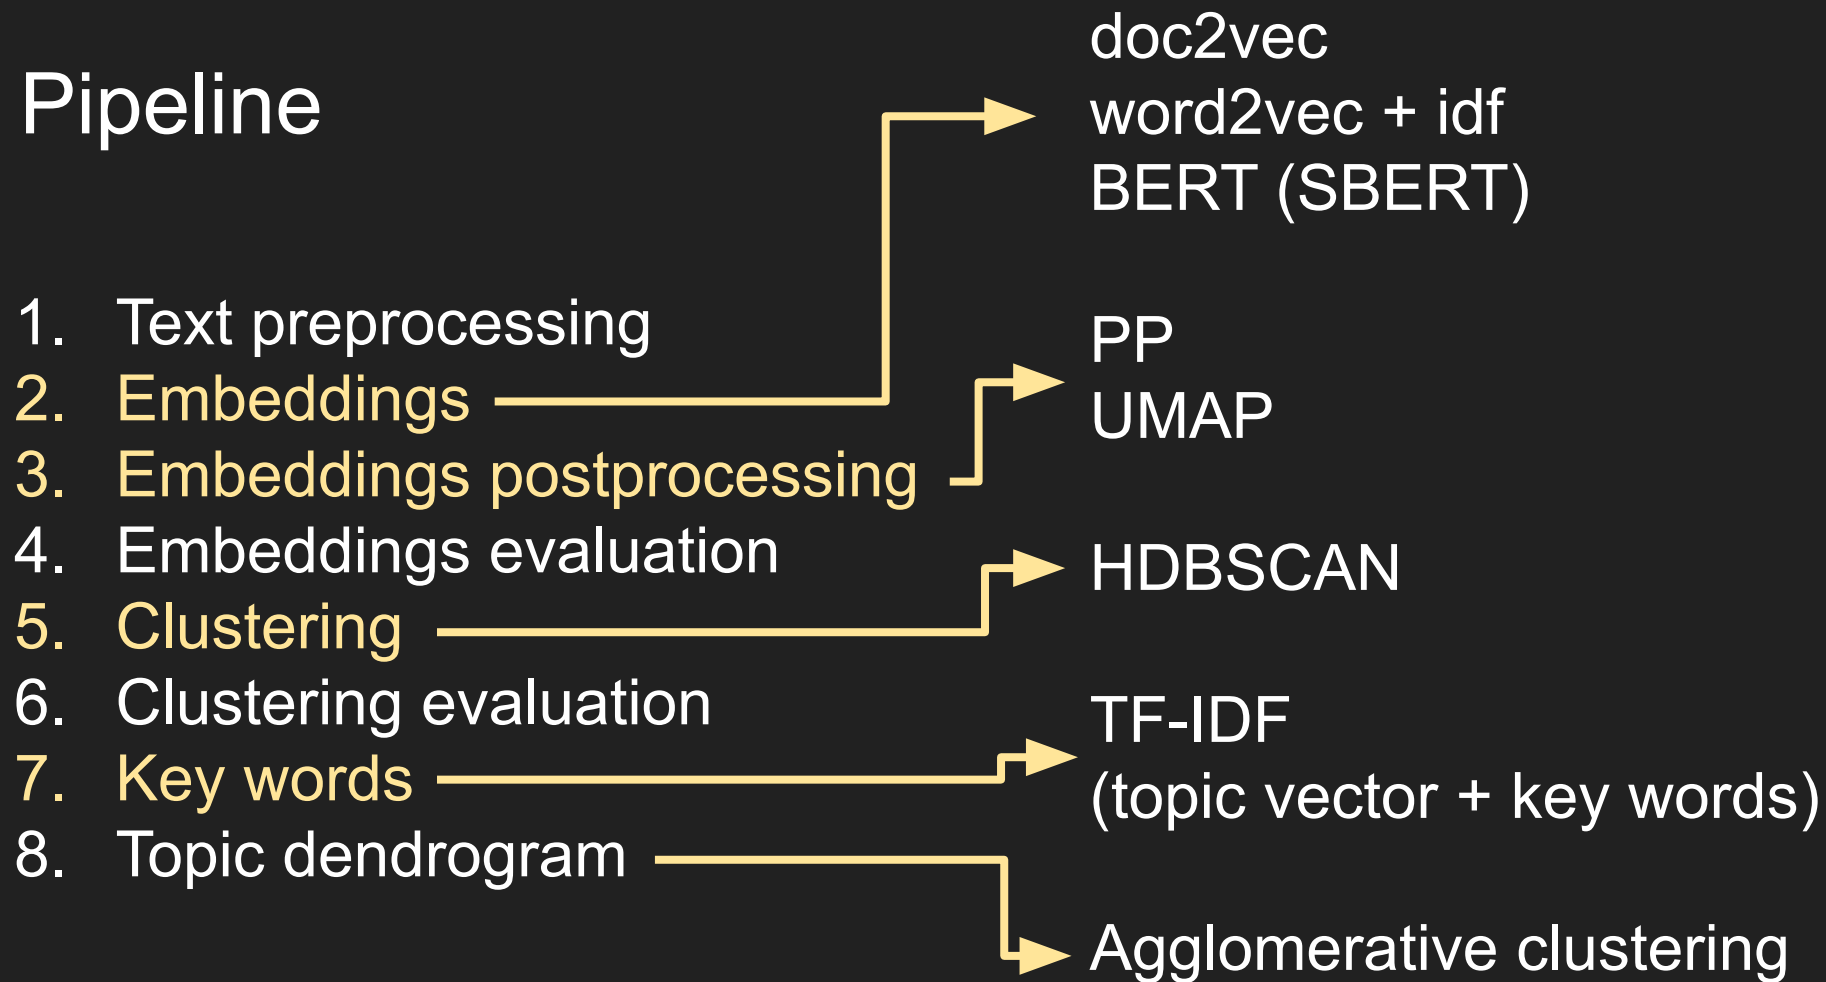 Pipeline
1. Text preprocessing
2. Embeddings
3. Embeddings postprocessing
4. Embeddings evaluation
5. Clustering
6. Clustering evaluation
7. Key words
8. Topic dendrogram
doc2vec
word2vec + idf
BERT (SBERT)
PP
UMAP
HDBSCAN
TF-IDF
(topic vector + key words)
Agglomerative clustering